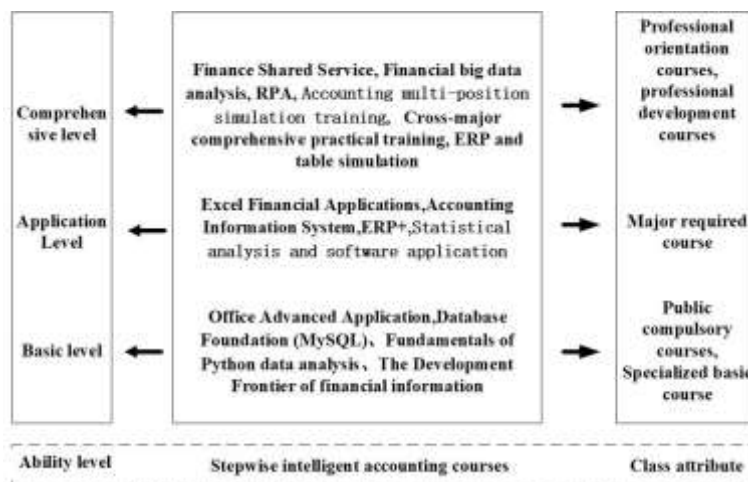 Comprehen
sive level
Finance Shared Service, Financial big data
analysis, RPA, Accounting multi-position
simulation training, Cross-major
comprehensive practical training, ERP and
table simulation
Professional
orientation
courses,
professional
development
courses
Application
Level
Excel Financial Applications,Accounting
Information System,ERP+,Statistical
analysis and software application
Major required
course
Basic level
Office Advanced Application,Database
Foundation (MySQL)、Fundamentals of
Python data analysis、The Development
Frontier of financial information
Public
compulsory
courses,
Specialized basic
course
Ability level
Stepwise intelligent accounting courses
Class attribute